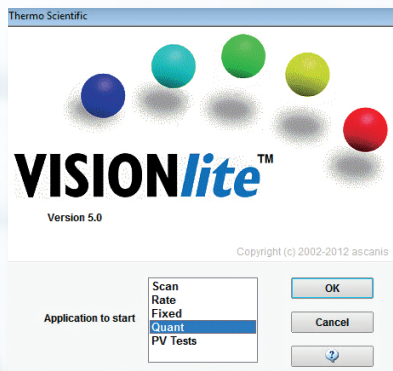 Thermo Scientific
VISIONlite™
Version 5.0
Copyright (c) 2002-2012 ascanis
Application to start
Scan
Rate
Fixed
Quant
PV Tests
OK
Cancel
?